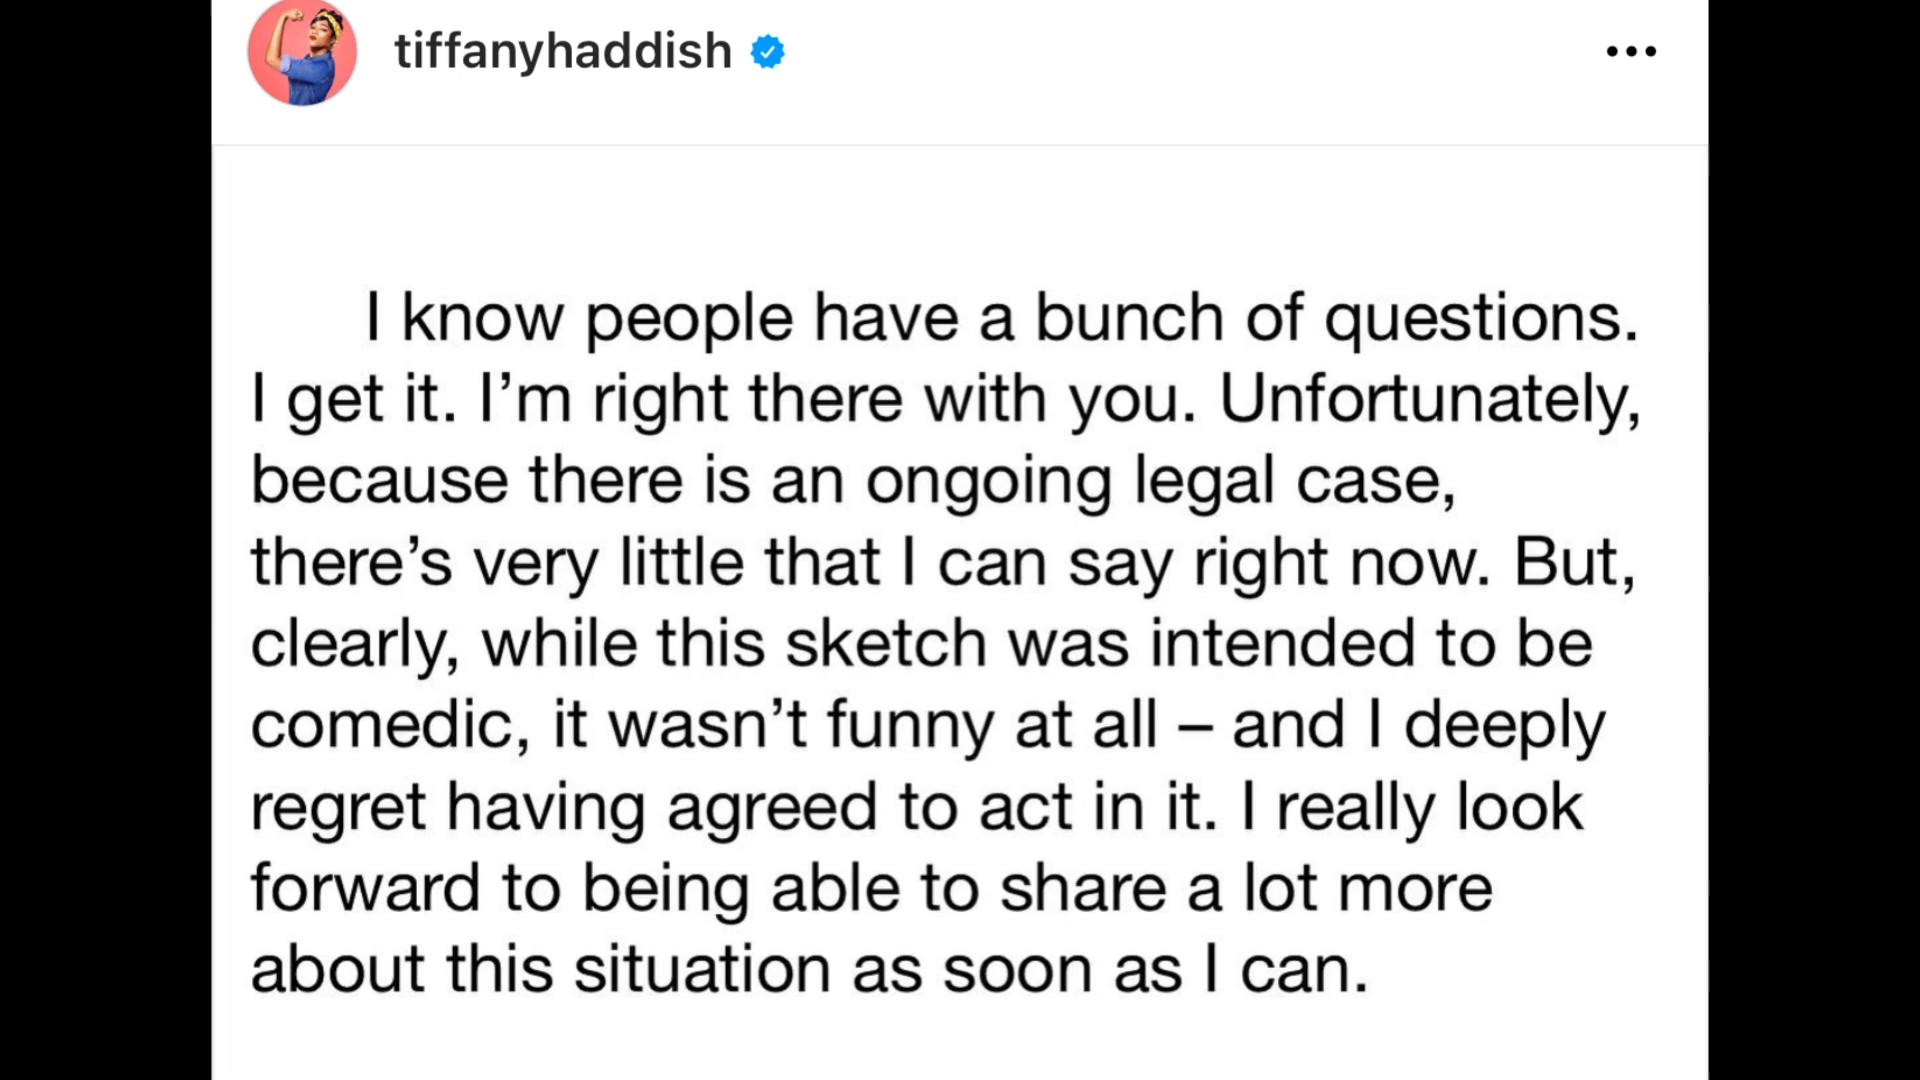 tiffanyhaddish
I know people have a bunch of questions.
I get it. I’m right there with you. Unfortunately,
because there is an ongoing legal case,
there’s very little that I can say right now. But,
clearly, while this sketch was intended to be
comedic, it wasn’t funny at all – and I deeply
regret having agreed to act in it. I really look
forward to being able to share a lot more
about this situation as soon as I can.